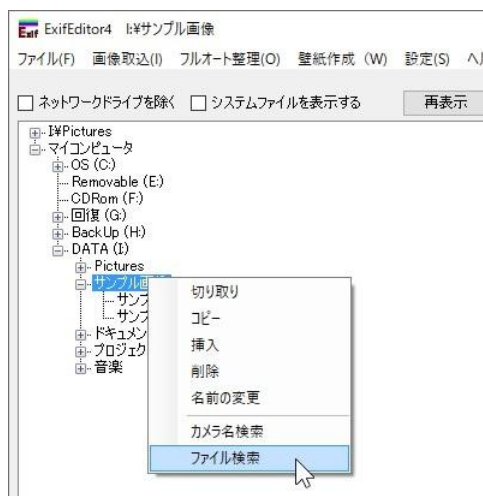 Exif ExifEditor4 I:¥サンプル画像
ファイル(F) 画像取込(I) フルオート整理(O) 壁紙作成 (W) 設定(S)
ネットワークドライブを除く システムファイルを表示する 再表示
I¥Pictures
マイコンピュータ
OS (C:)
Removable (E:)
CDRom (F:)
回復 (G:)
BackUp (H:)
DATA (I:)
Pictures
サンプル画像
サンプ
サンプ
ドキュメン
プロジェク
音楽
切り取り
コピー
挿入
削除
名前の変更
カメラ名検索
ファイル検索